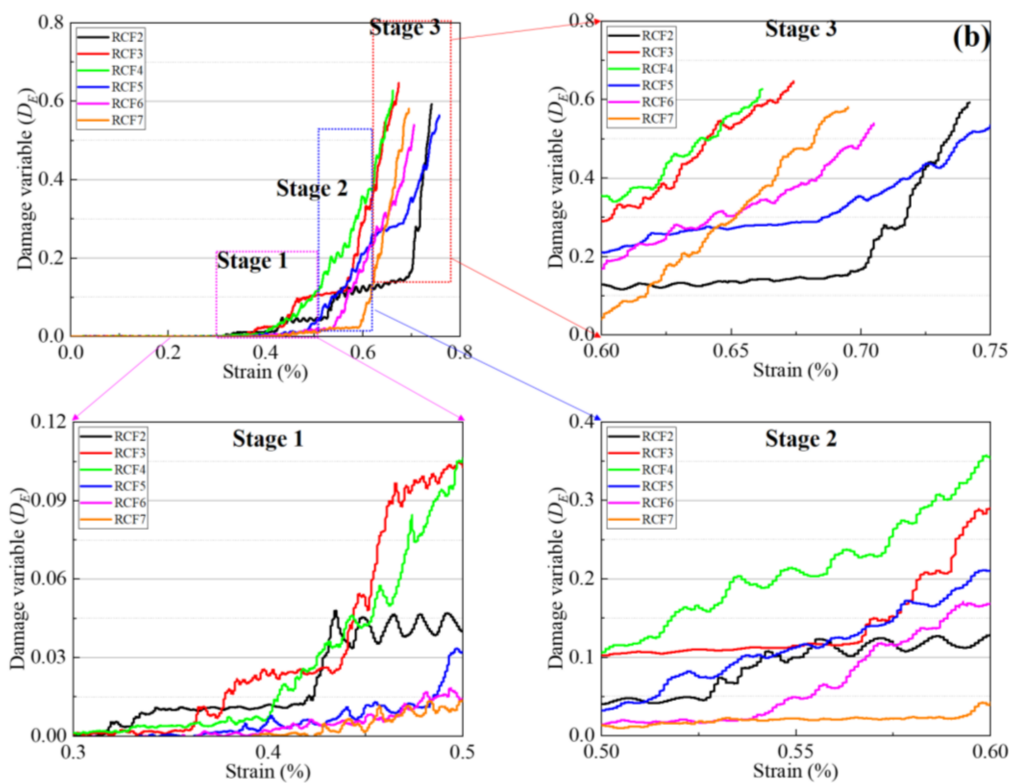 0.8
0.6
0.4
0.2
0.0
Damage variable (D_E)
RCF2
RCF3
RCF4
RCF5
RCF6
RCF7
Stage 1
Stage 2
Stage 3
0.0 0.2 0.4 0.6 0.8
Strain (%)
0.8
0.6
0.4
0.2
0.0
Damage variable (D_E)
RCF2
RCF3
RCF4
RCF5
RCF6
RCF7
Stage 3
(b)
0.60 0.65 0.70 0.75
Strain (%)
0.12
0.09
0.06
0.03
0.00
Damage variable (D_E)
RCF2
RCF3
RCF4
RCF5
RCF6
RCF7
Stage 1
0.3 0.4 0.5
Strain (%)
0.4
0.3
0.2
0.1
0.0
Damage variable (D_E)
RCF2
RCF3
RCF4
RCF5
RCF6
RCF7
Stage 2
0.50 0.55 0.60
Strain (%)